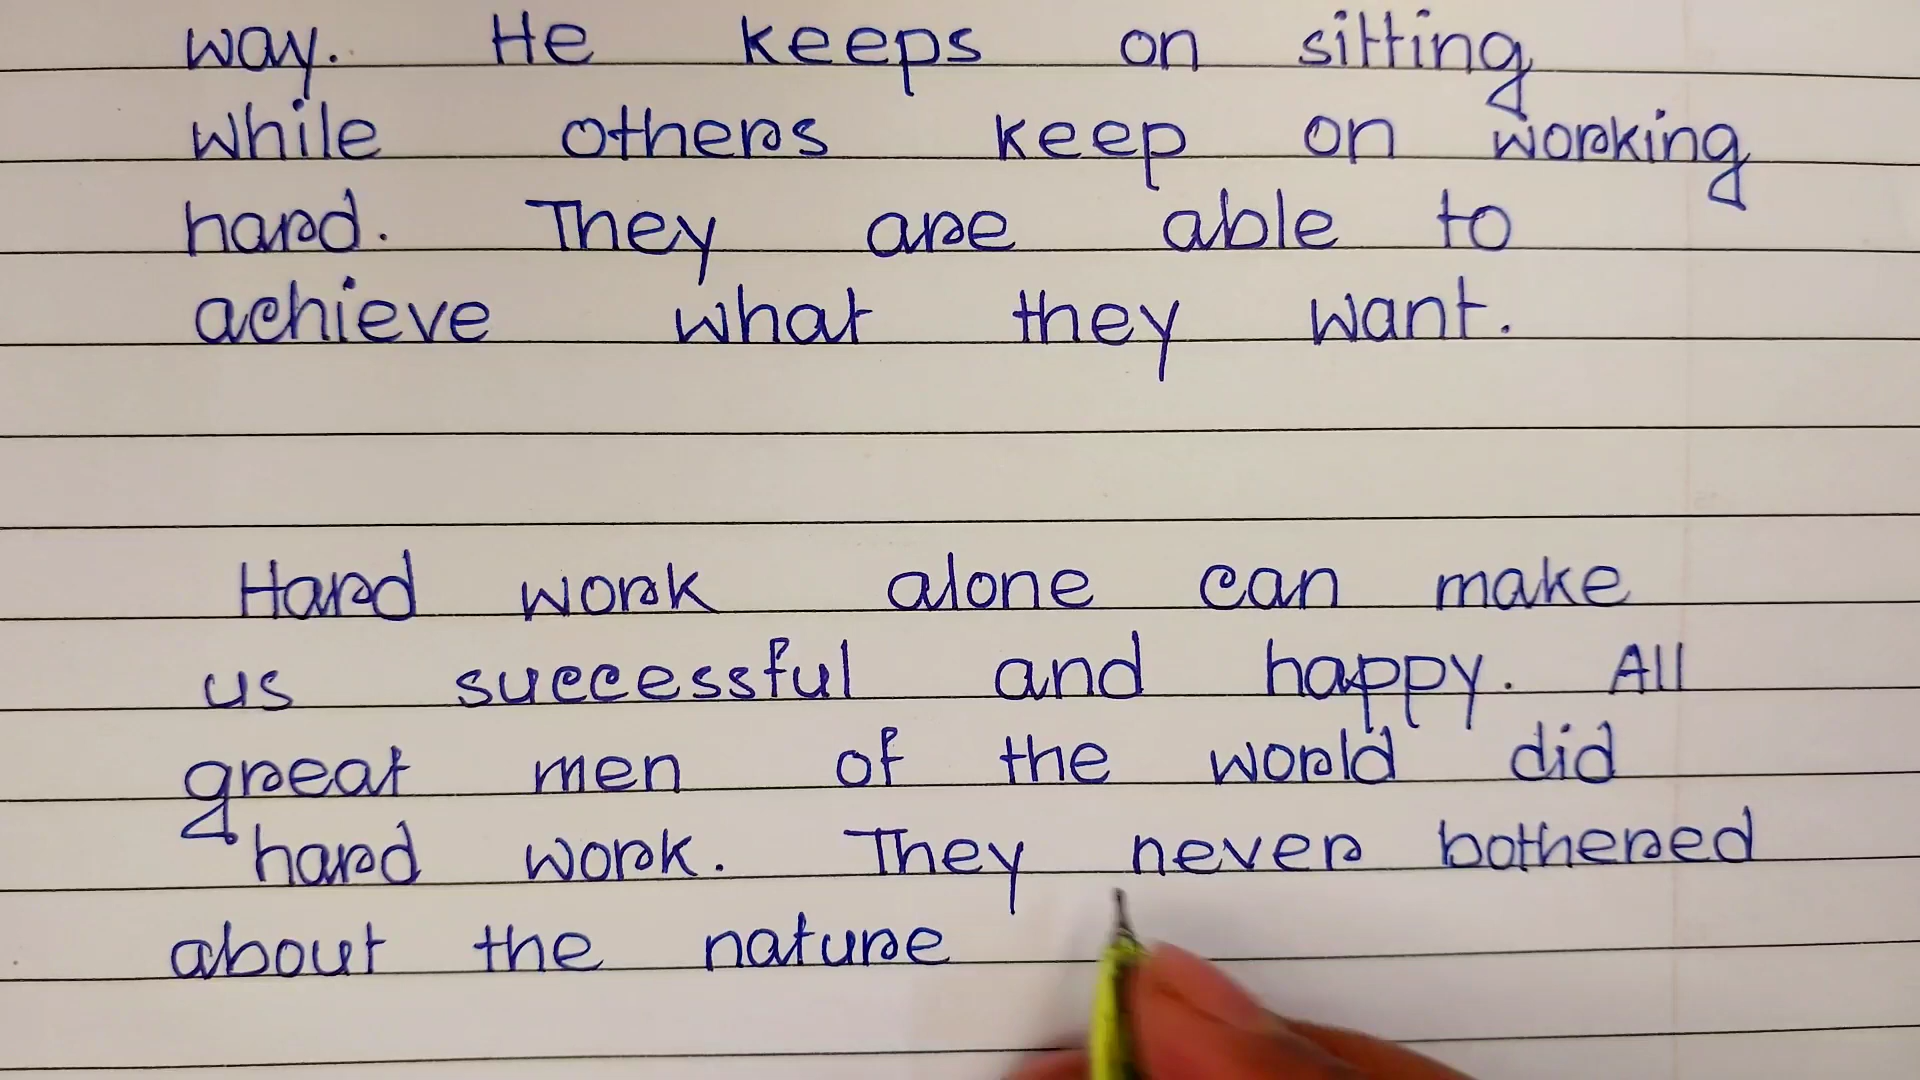 way. He keeps on sitting
while others keep on working
hard. They are able to
achieve what they want.
Hard work alone can make
us successful and happy. All
great men of the world did
hard work. They never bothered
about the nature